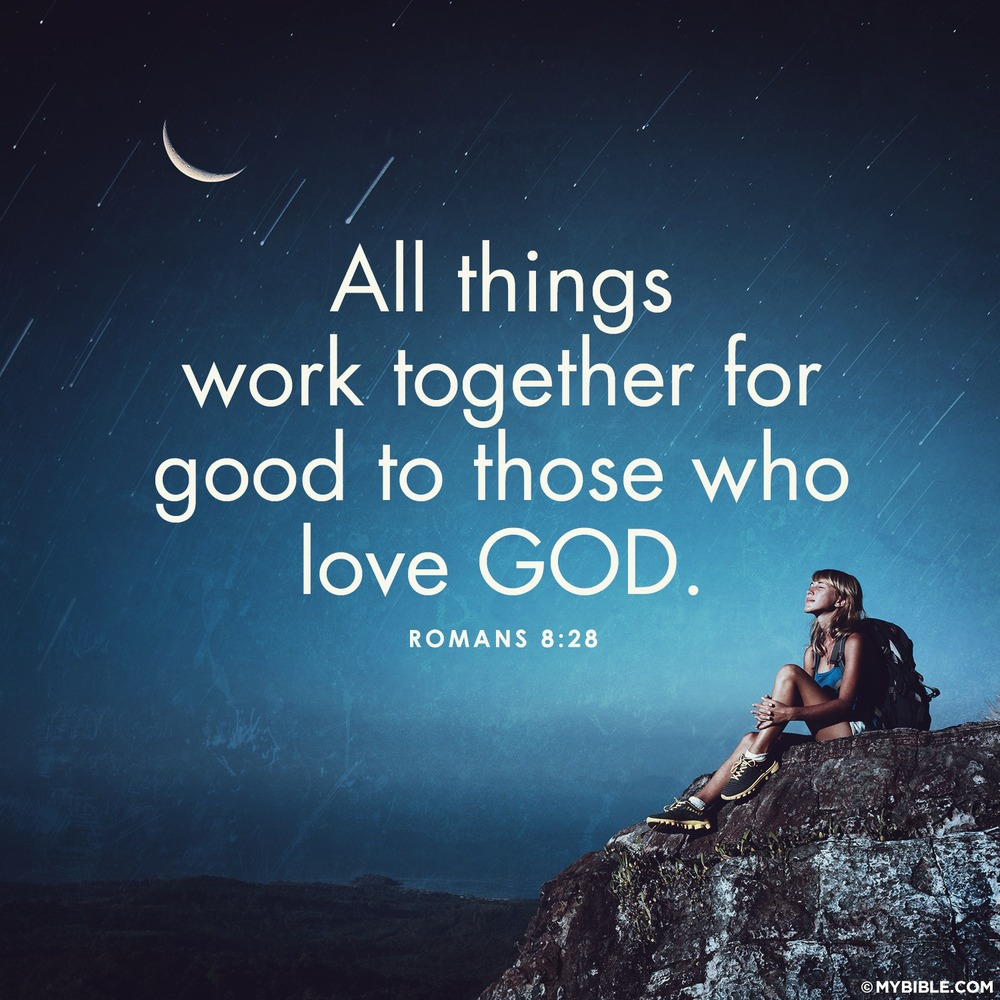 All things
work together for
good to those who
love GOD.
ROMANS 8:28
©MYBIBLE.COM